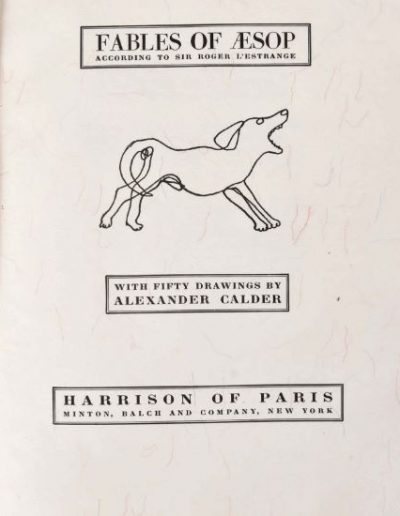 FABLES OF ÆSOP
ACCORDING TO SIR ROGER L'ESTRANGE
WITH FIFTY DRAWINGS BY
ALEXANDER CALDER
HARRISON OF PARIS
MINTON, BALCH AND COMPANY, NEW YORK